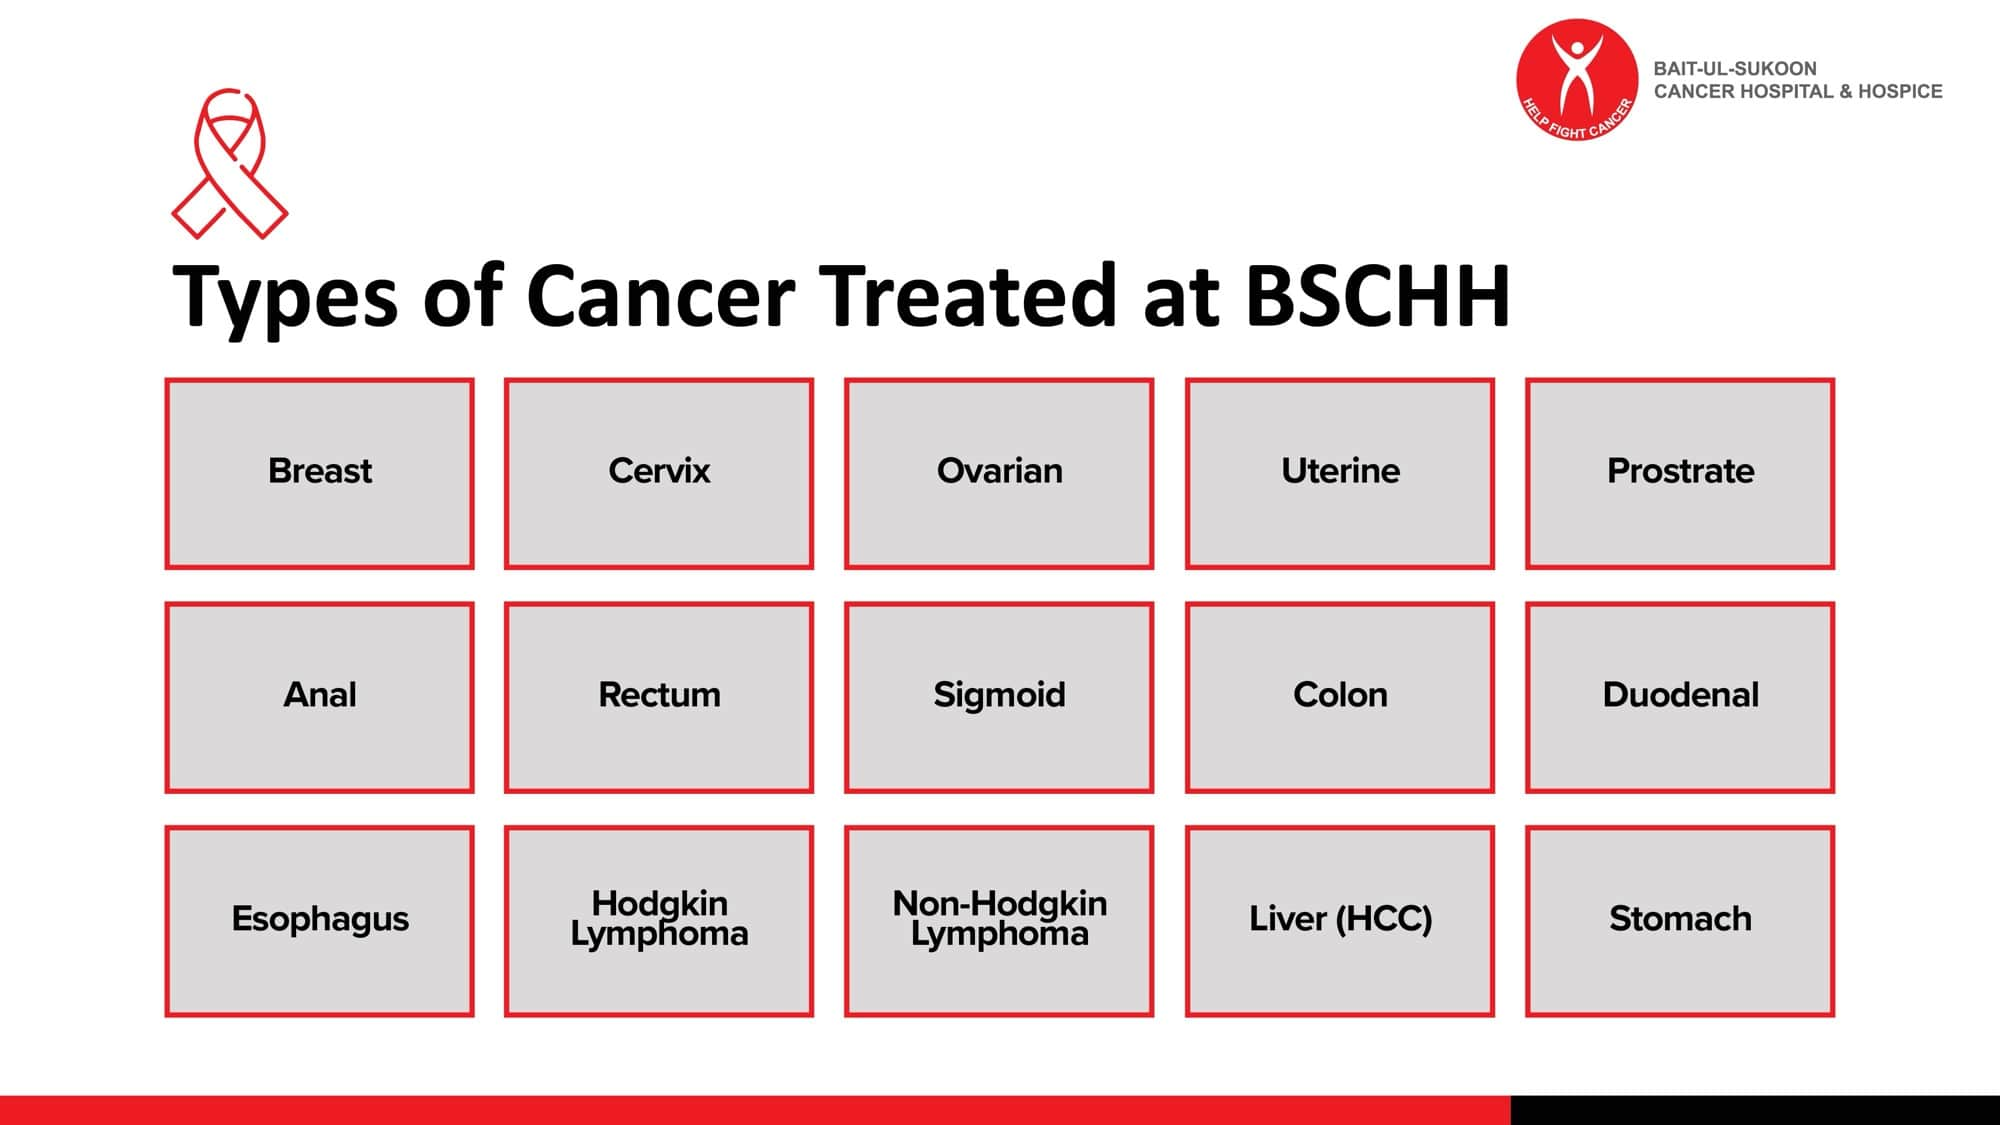 HELP FIGHT CANCER
BAIT-UL-SUKOON
CANCER HOSPITAL & HOSPICE
Types of Cancer Treated at BSCHH
Breast
Cervix
Ovarian
Uterine
Prostrate
Anal
Rectum
Sigmoid
Colon
Duodenal
Esophagus
Hodgkin
Lymphoma
Non-Hodgkin
Lymphoma
Liver (HCC)
Stomach